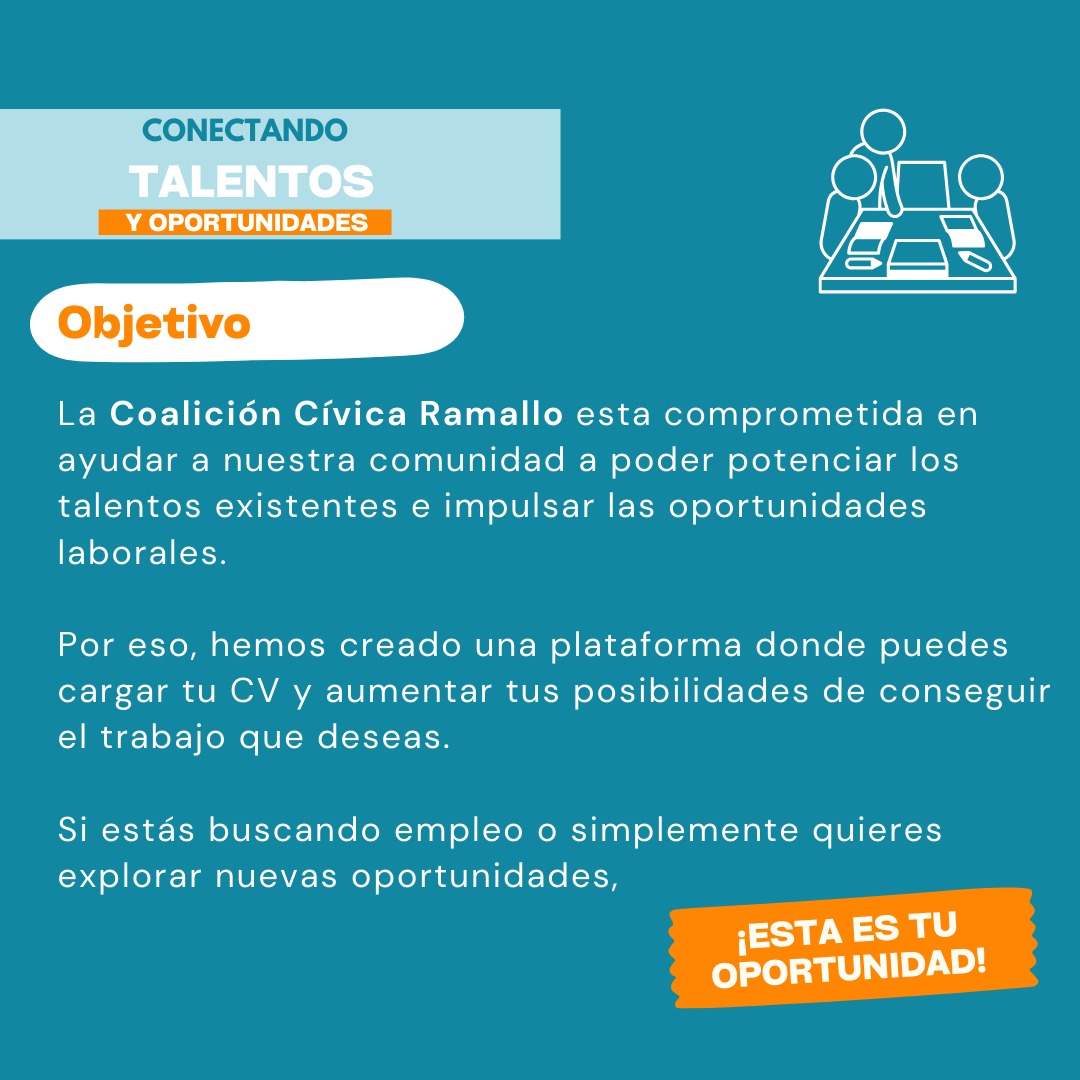 CONECTANDO
TALENTOS
Y OPORTUNIDADES
Objetivo
La Coalición Cívica Ramallo esta comprometida en
ayudar a nuestra comunidad a poder potenciar los
talentos existentes e impulsar las oportunidades
laborales.
Por eso, hemos creado una plataforma donde puedes
cargar tu CV y aumentar tus posibilidades de conseguir
el trabajo que deseas.
Si estás buscando empleo o simplemente quieres
explorar nuevas oportunidades,
¡ESTA ES TU
OPORTUNIDAD!